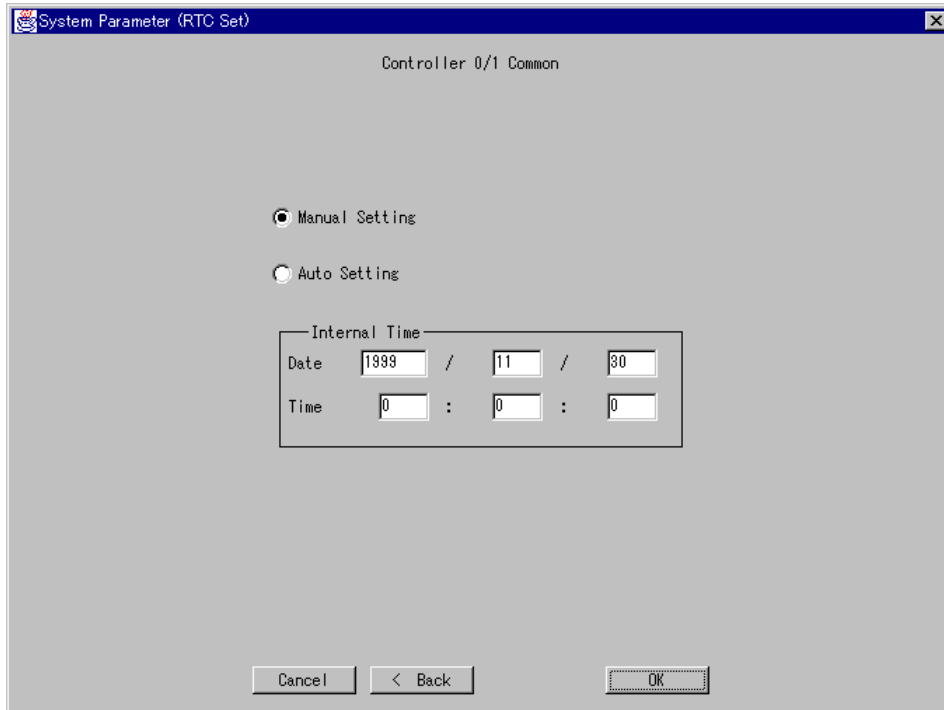 System Parameter (RTC Set)
Controller 0/1 Common
Manual Setting
Auto Setting
Internal Time
Date 1999 / 11 / 30
Time 0 : 0 : 0
Cancel < Back OK